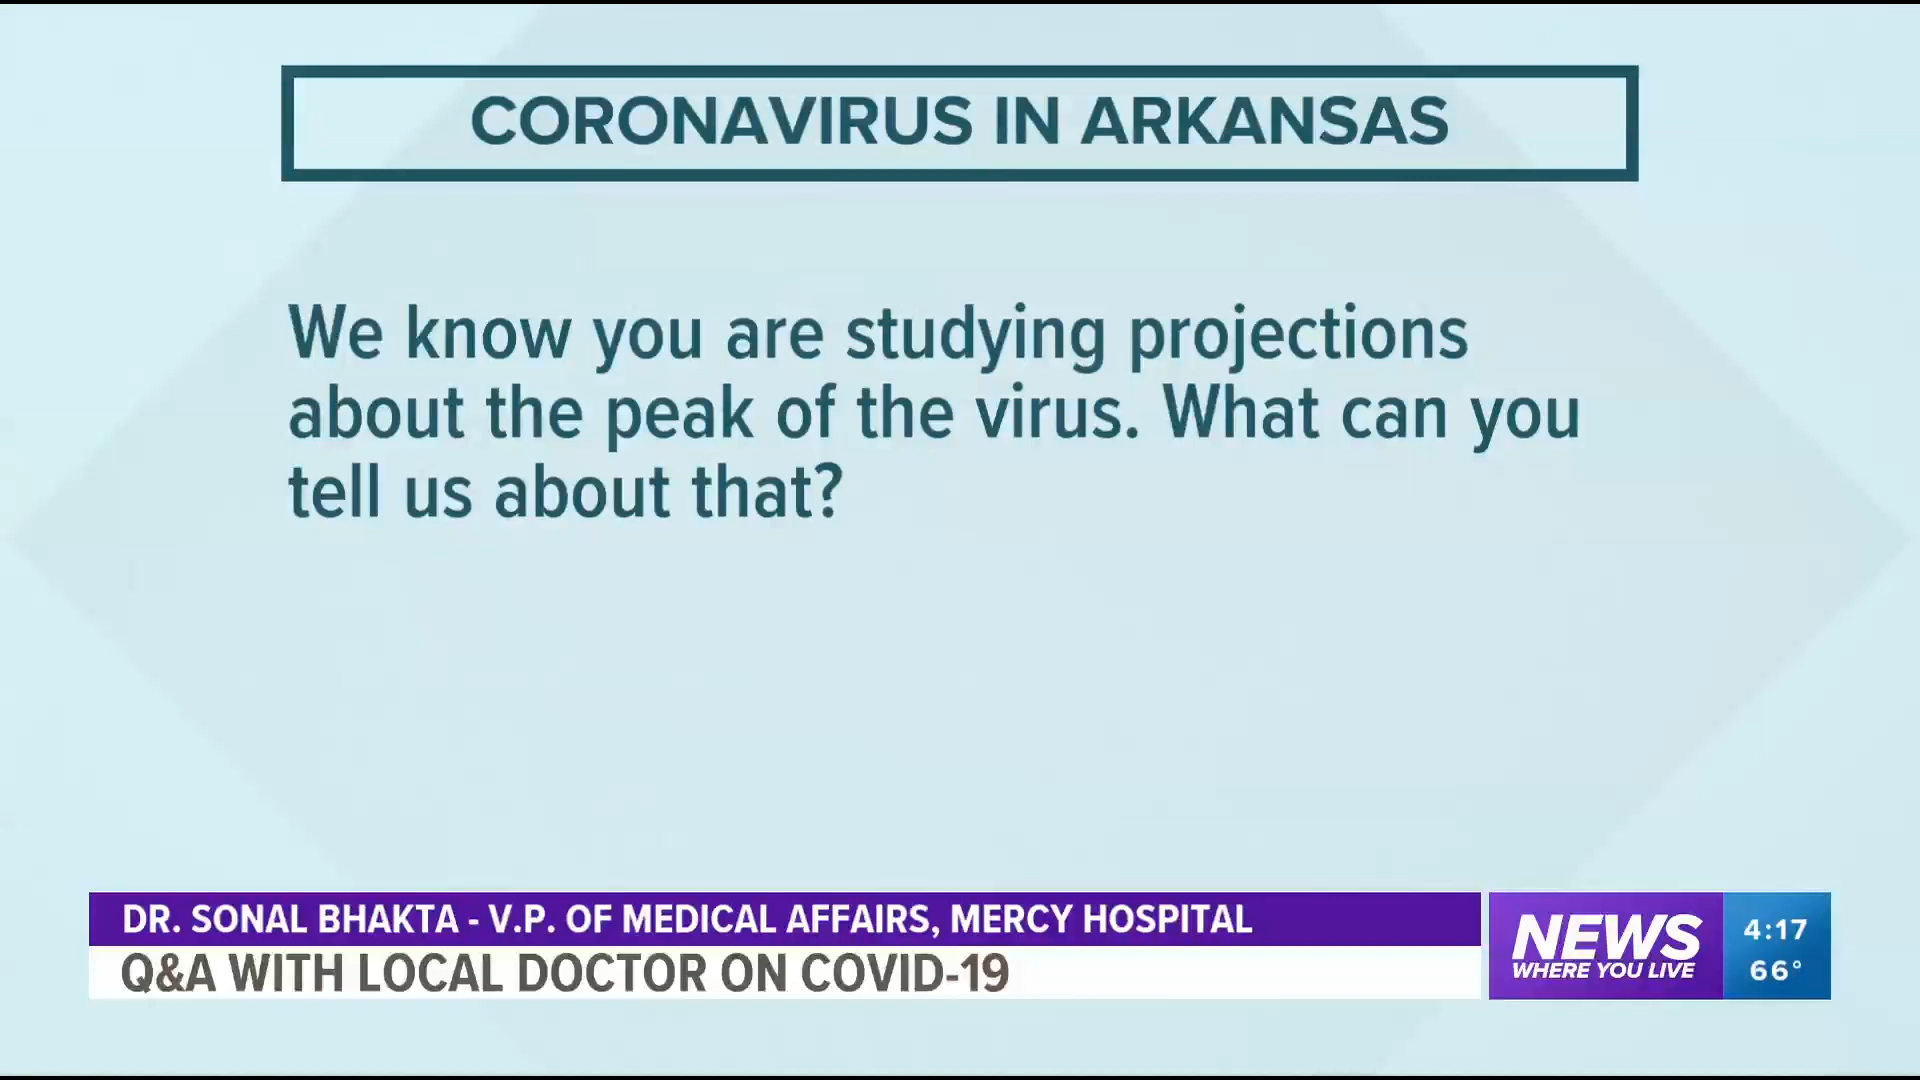 CORONAVIRUS IN ARKANSAS
We know you are studying projections
about the peak of the virus. What can you
tell us about that?
DR. SONAL BHAKTA - V.P. OF MEDICAL AFFAIRS, MERCY HOSPITAL
Q&A WITH LOCAL DOCTOR ON COVID-19
NEWS
WHERE YOU LIVE
4:17
66°